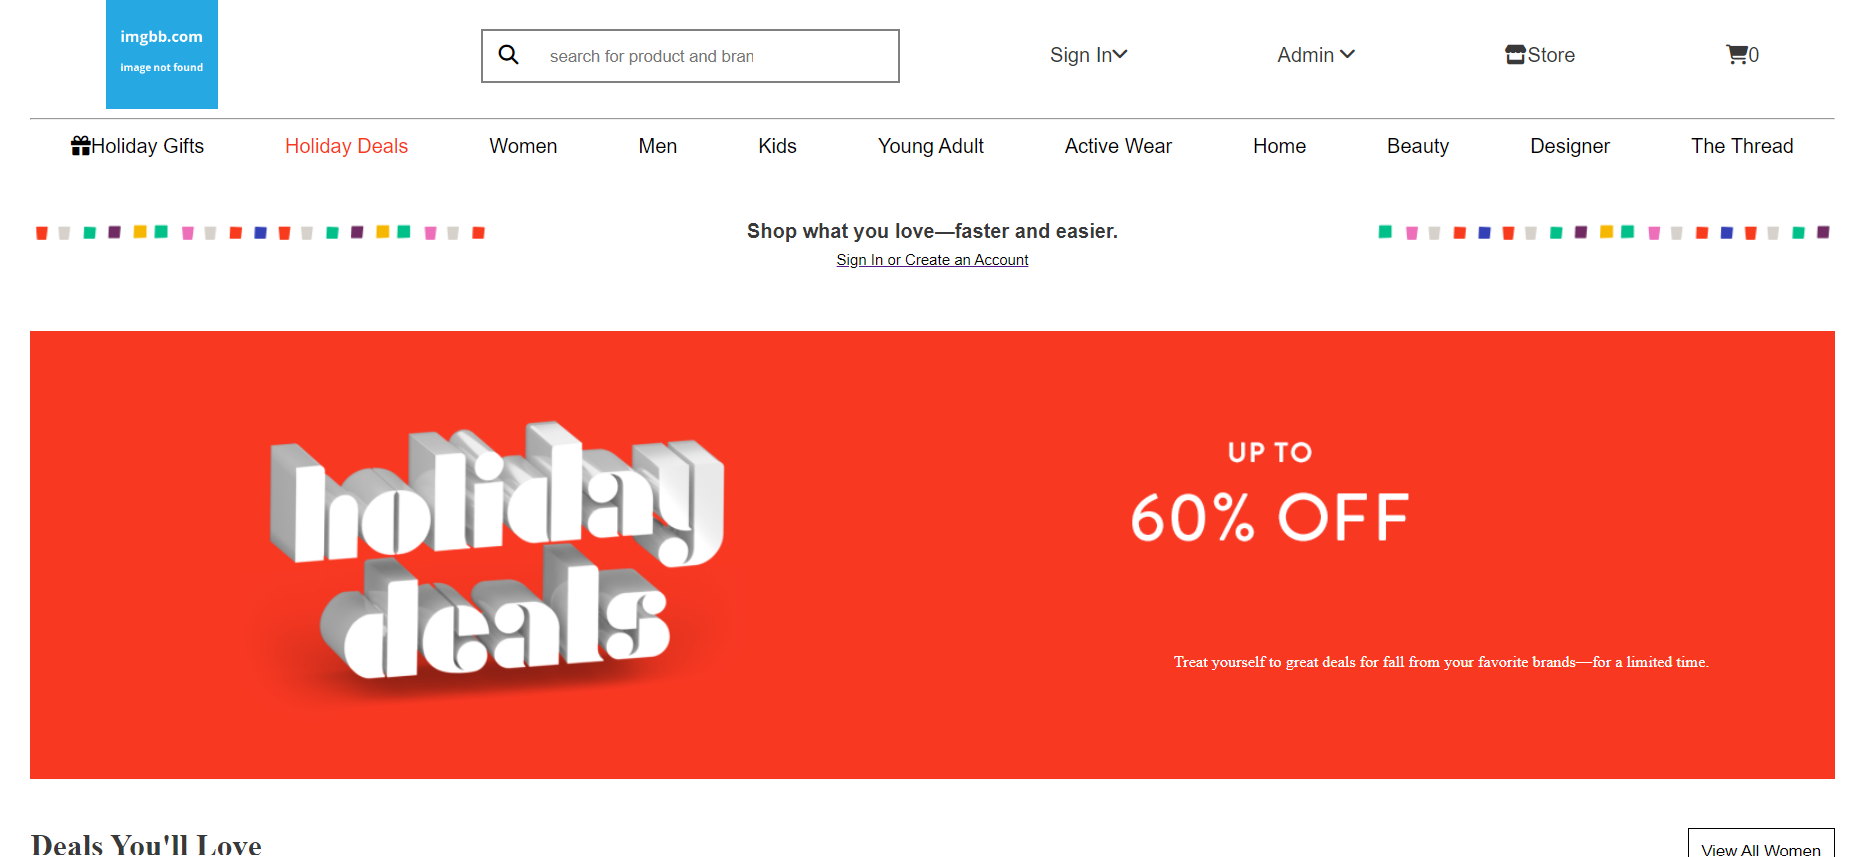 imgbb.com
image not found
search for product and bran
Sign In
Admin
Store
0
Holiday Gifts
Holiday Deals
Women
Men
Kids
Young Adult
Active Wear
Home
Beauty
Designer
The Thread
Shop what you love—faster and easier.
Sign In or Create an Account
holiday
deals
UP TO
60% OFF
Treat yourself to great deals for fall from your favorite brands—for a limited time.
Deals You'll Love
View All Women